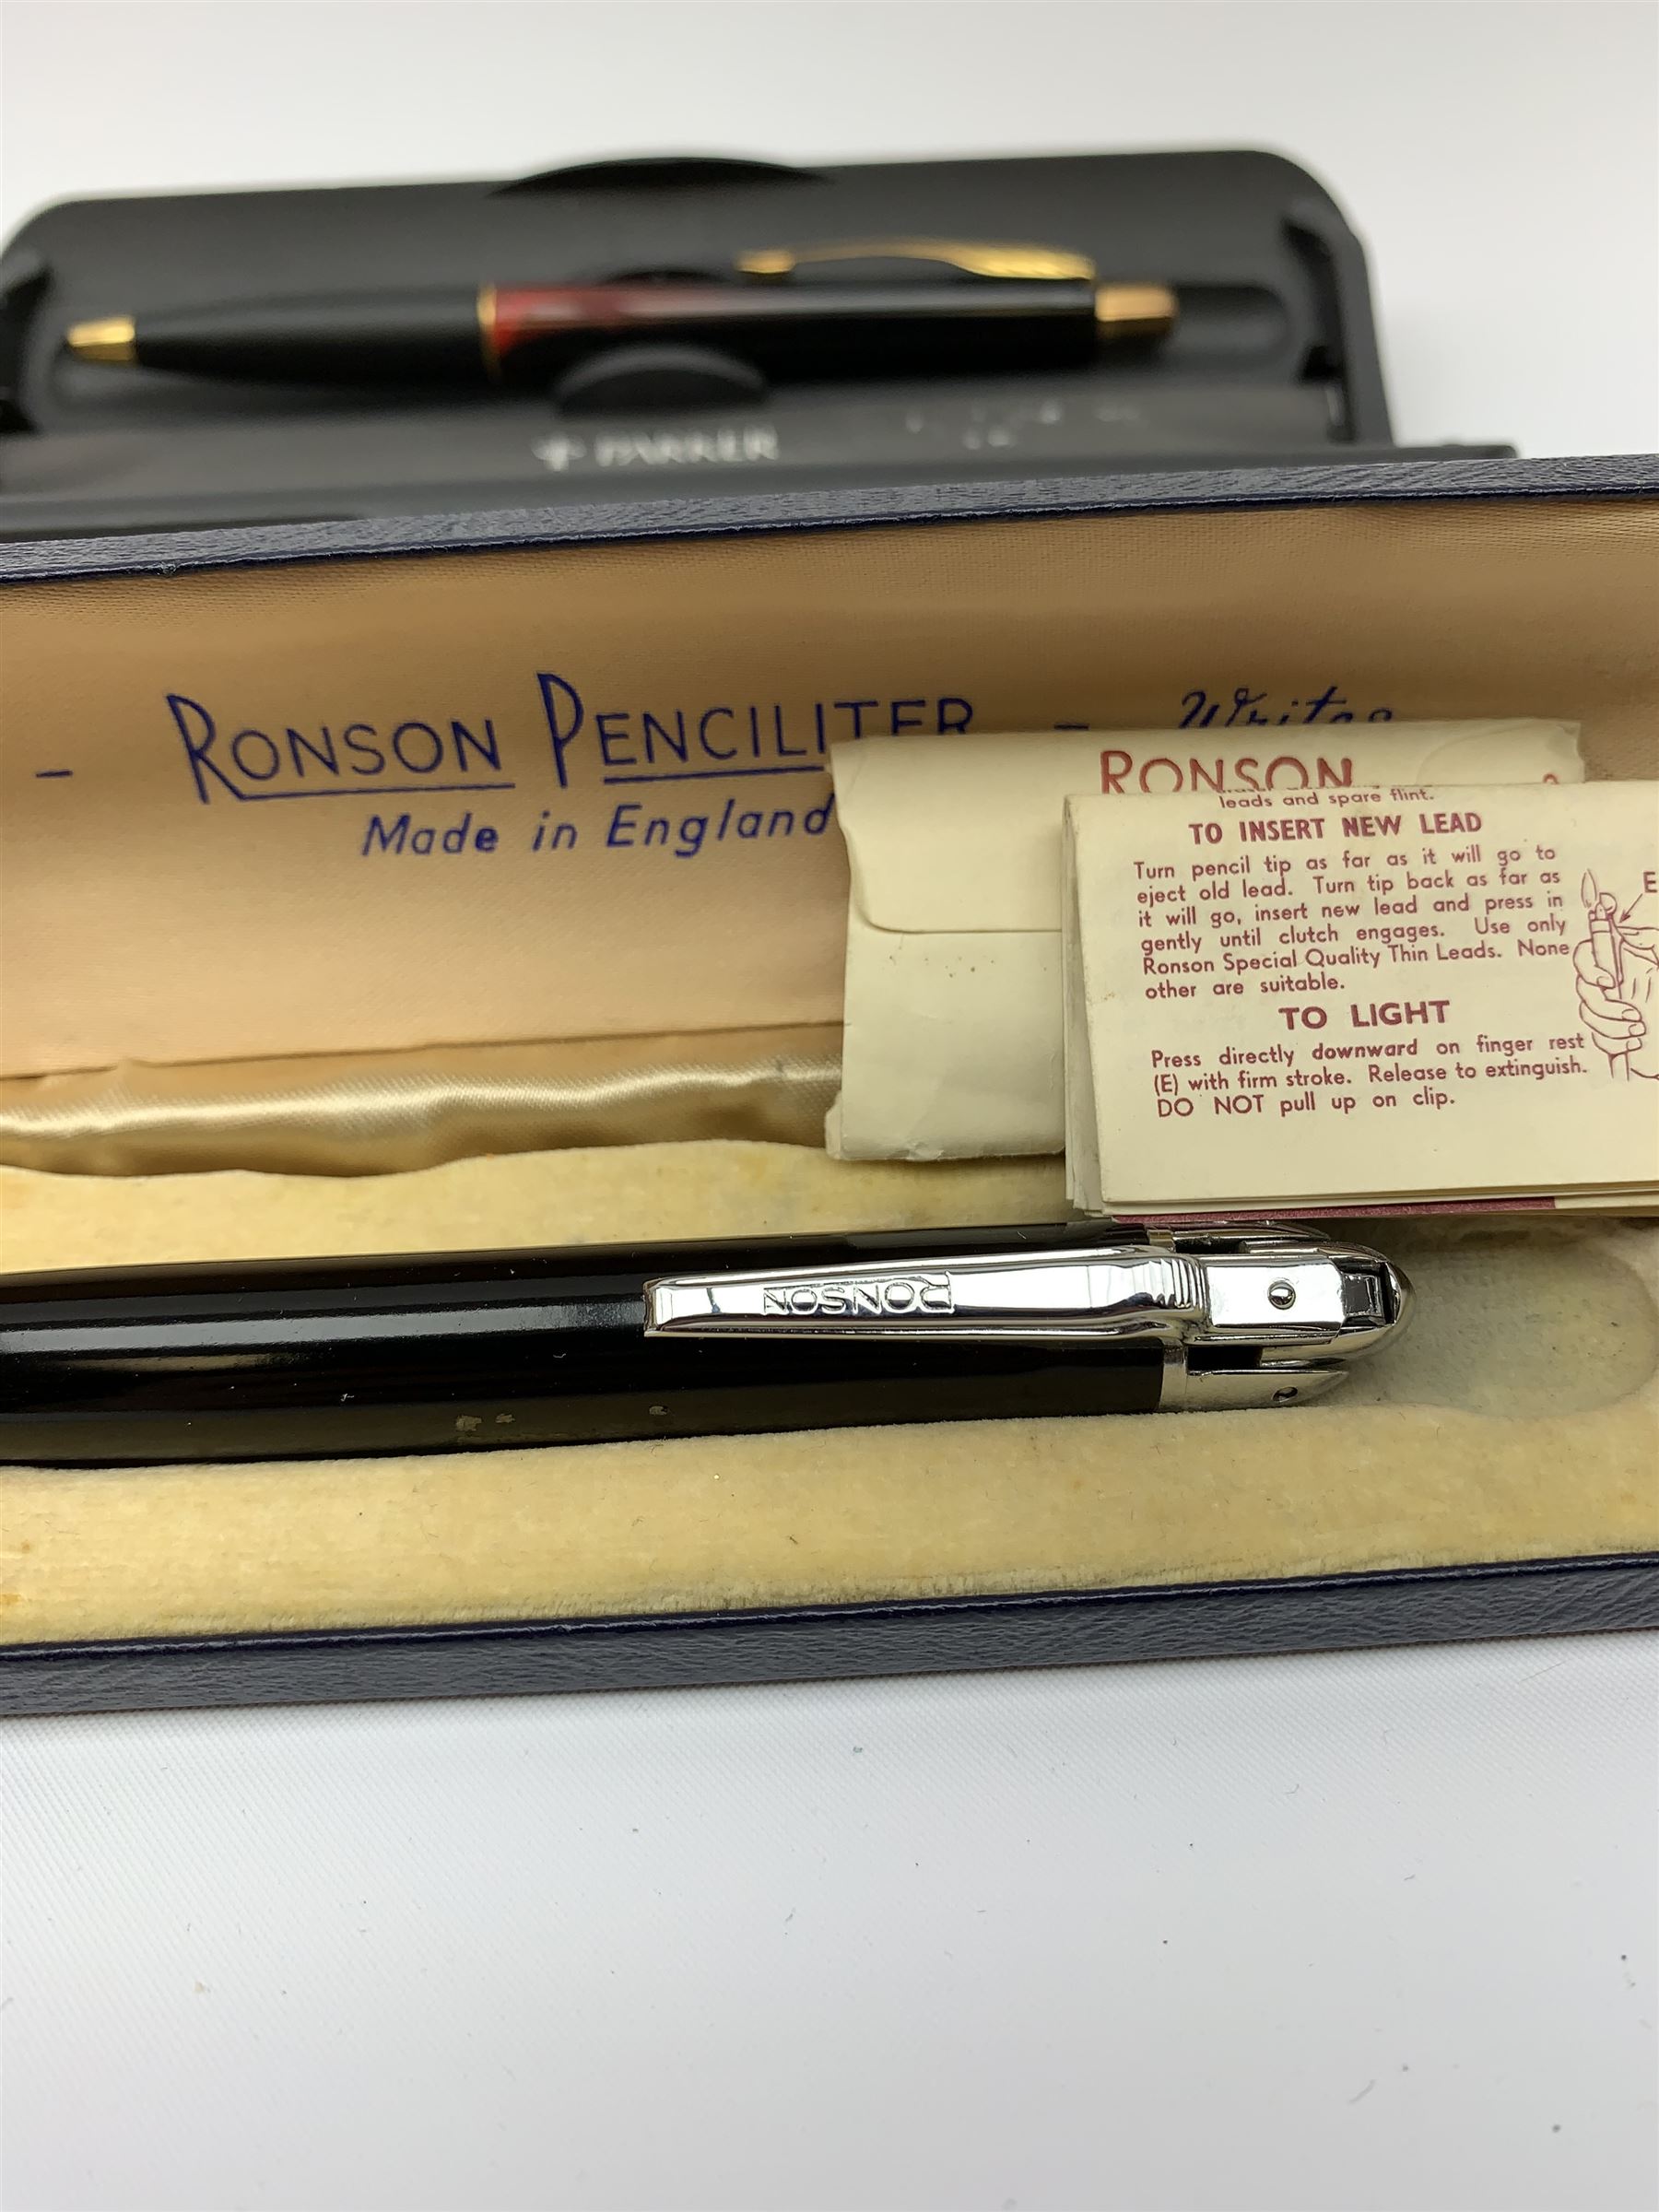 PARKER
- RONSON PENCILITER -
Made in England
RONSON
leads and spare flint.
TO INSERT NEW LEAD
Turn pencil tip as far as it will go to
eject old lead. Turn tip back as far as
it will go, insert new lead and press in
gently until clutch engages. Use only
Ronson Special Quality Thin Leads. None
other are suitable.
E
TO LIGHT
Press directly downward on finger rest
(E) with firm stroke. Release to extinguish.
DO NOT pull up on clip.
RONSON